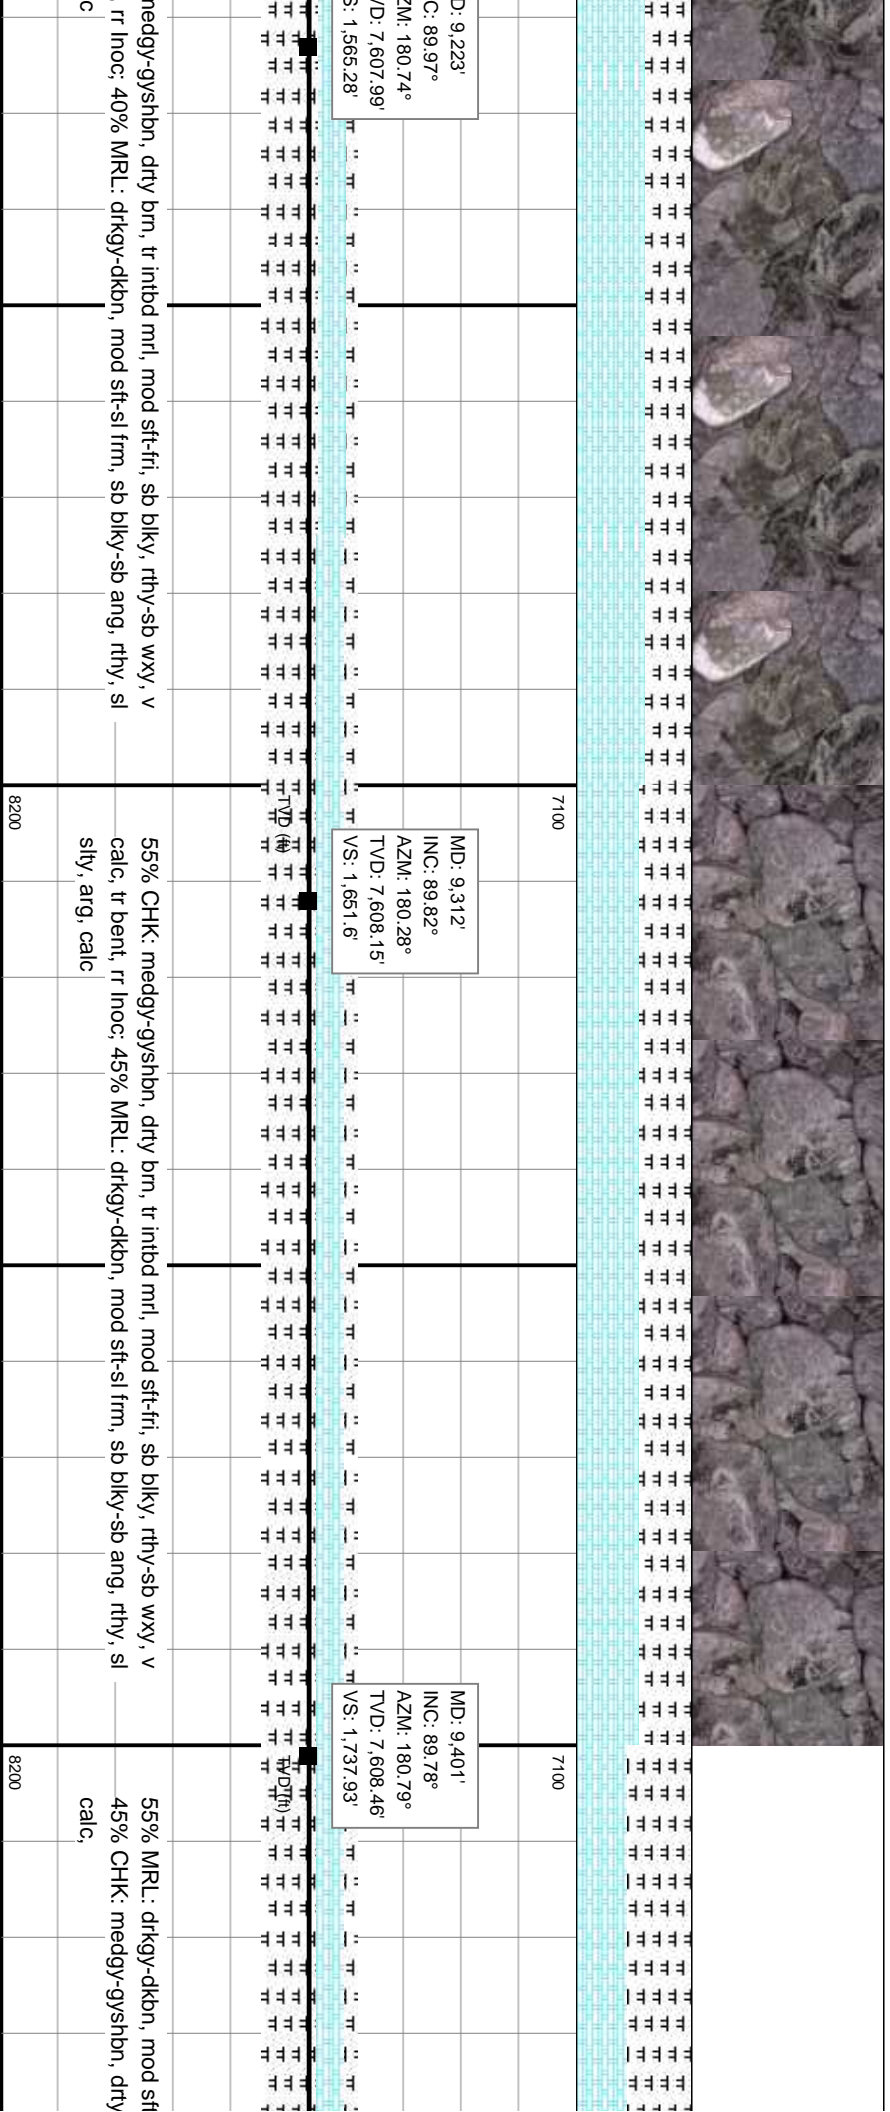 medgy-gyshbn, drty brn, tr intbd mrl, mod sft-fri, sb blky, rthy-sb wxy, v
, rr Inoc; 40% MRL: drkgy-dkbn, mod sft-sl frm, sb blky-sb ang, rthy, sl
c
D: 9,223'
C: 89.97°
ZM: 180.74°
VD: 7,607.99'
S: 1,565.28'
7100
TVD (ft)
8200
MD: 9,312'
INC: 89.82°
AZM: 180.28°
TVD: 7,608.15'
VS: 1,651.6'
55% CHK: medgy-gyshbn, drty brn, tr intbd mrl, mod sft-fri, sb blky, rthy-sb wxy, v
calc, tr bent, rr Inoc; 45% MRL: drkgy-dkbn, mod sft-sl frm, sb blky-sb ang, rthy, sl
slty, arg, calc
MD: 9,401'
INC: 89.78°
AZM: 180.79°
TVD: 7,608.46'
VS: 1,737.93'
7100
TVD (ft)
8200
55% MRL: drkgy-dkbn, mod sft
45% CHK: medgy-gyshbn, drty
calc,